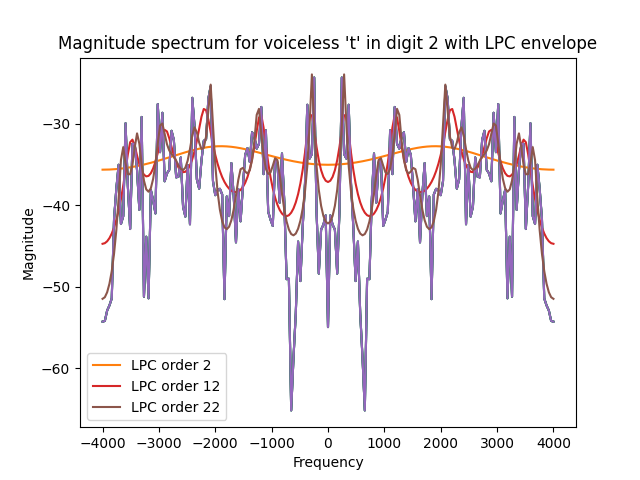 Magnitude spectrum for voiceless 't' in digit 2 with LPC envelope
−30
−40
−50
−60
Magnitude
LPC order 2
LPC order 12
LPC order 22
−4000 −3000 −2000 −1000 0 1000 2000 3000 4000
Frequency